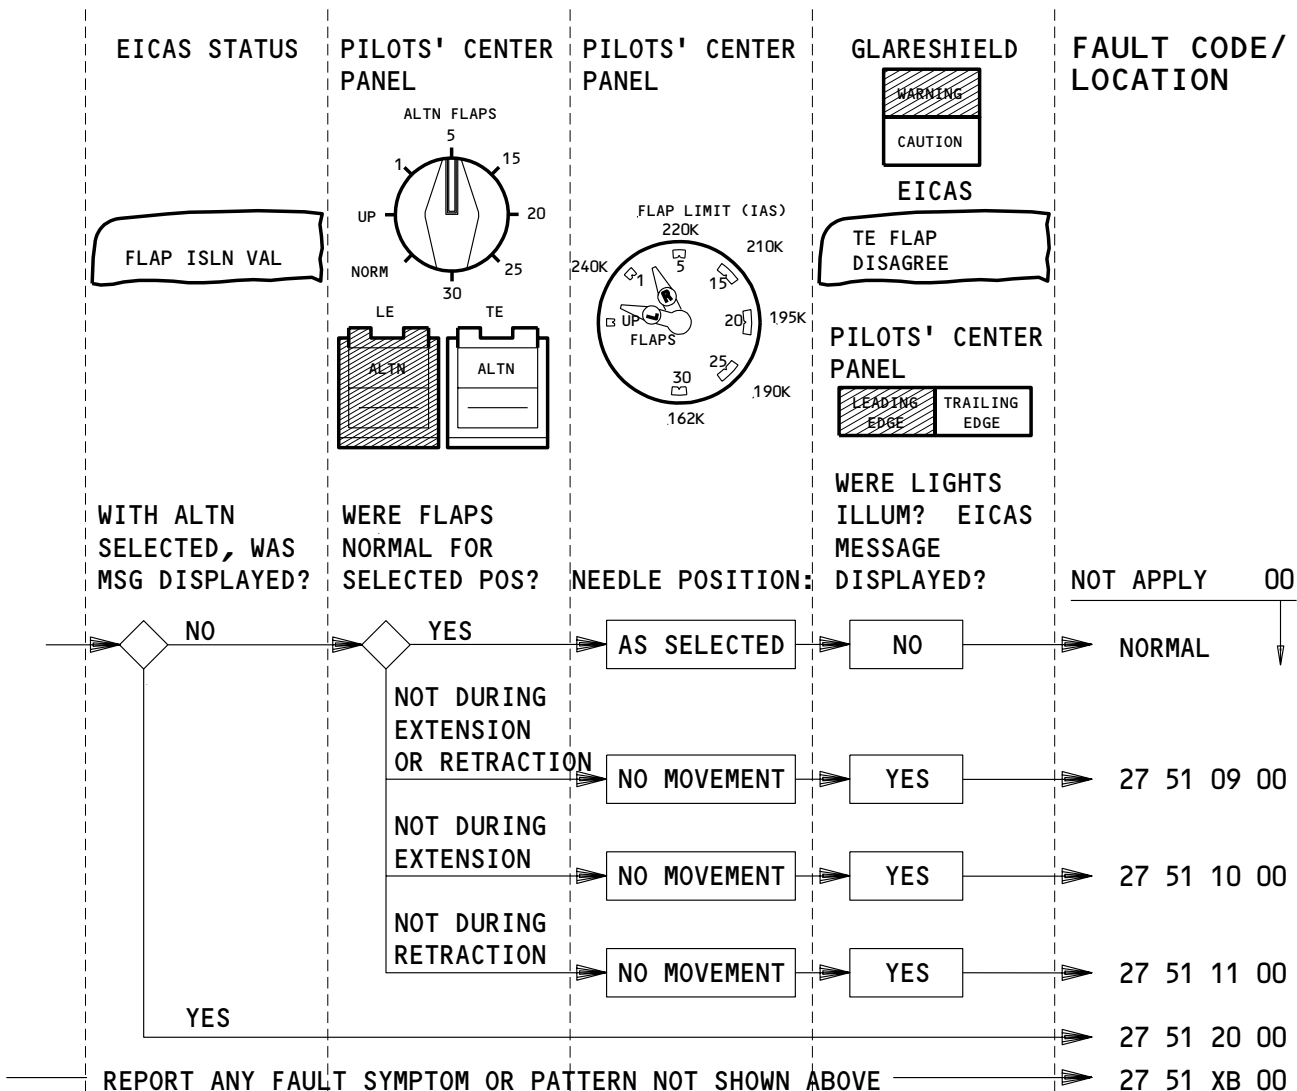 EICAS STATUS
FLAP ISLN VAL
WITH ALTN
SELECTED, WAS
MSG DISPLAYED?
PILOTS' CENTER
PANEL
ALTN FLAPS
5
1
15
UP
20
NORM
25
30
LE
TE
ALTN
ALTN
WERE FLAPS
NORMAL FOR
SELECTED POS?
PILOTS' CENTER
PANEL
FLAP LIMIT (IAS)
220K
210K
240K
5
1
15
R
L
UP
20
195K
FLAPS
25
30
190K
162K
NEEDLE POSITION:
GLARESHIELD
WARNING
CAUTION
EICAS
TE FLAP
DISAGREE
PILOTS' CENTER
PANEL
LEADING
EDGE
TRAILING
EDGE
WERE LIGHTS
ILLUM? EICAS
MESSAGE
DISPLAYED?
FAULT CODE/
LOCATION
NOT APPLY 00
NO
YES
AS SELECTED
NO
NORMAL
NOT DURING
EXTENSION
OR RETRACTION
NO MOVEMENT
YES
27 51 09 00
NOT DURING
EXTENSION
NO MOVEMENT
YES
27 51 10 00
NOT DURING
RETRACTION
NO MOVEMENT
YES
27 51 11 00
YES
27 51 20 00
REPORT ANY FAULT SYMPTOM OR PATTERN NOT SHOWN ABOVE
27 51 XB 00